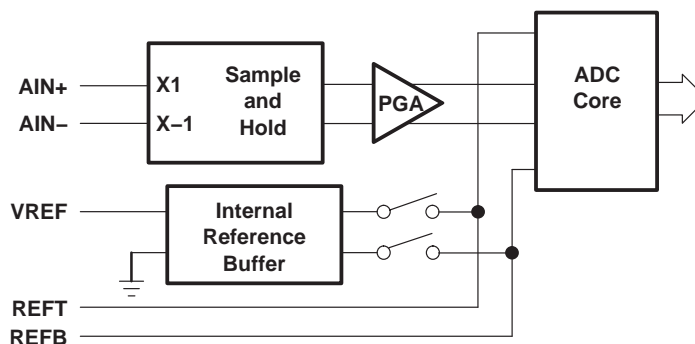 AIN+
AIN−
X1
X−1
Sample
and
Hold
PGA
ADC
Core
VREF
Internal
Reference
Buffer
REFT
REFB